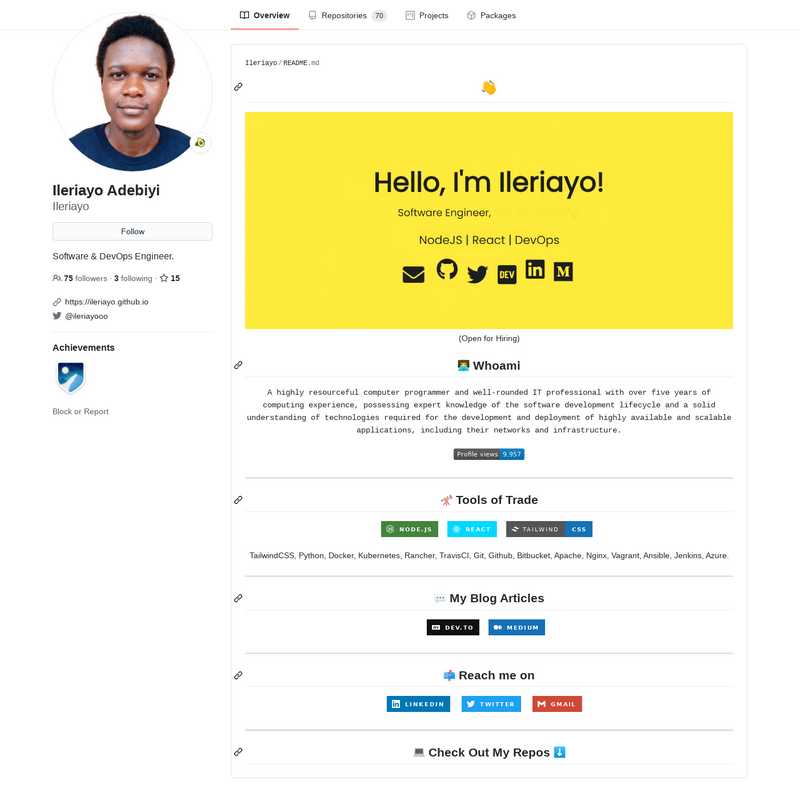 Overview
Repositories 70
Projects
Packages
Ileriayo Adebiyi
Ileriayo
Follow
Software & DevOps Engineer.
75 followers · 3 following · 15
https://ileriayo.github.io
@ileriayooo
Achievements
Block or Report
Ileriayo/README.md
Hello, I'm Ileriayo!
Software Engineer,
NodeJS | React | DevOps
DEV
in
M
(Open for Hiring)
Whoami
A highly resourceful computer programmer and well-rounded IT professional with over five years of
computing experience, possessing expert knowledge of the software development lifecycle and a solid
understanding of technologies required for the development and deployment of highly available and scalable
applications, including their networks and infrastructure.
Profile views 9,957
Tools of Trade
NODE.JS REACT TAILWIND CSS
TailwindCSS, Python, Docker, Kubernetes, Rancher, TravisCI, Git, Github, Bitbucket, Apache, Nginx, Vagrant, Ansible, Jenkins, Azure.
My Blog Articles
DEV.TO MEDIUM
Reach me on
LINKEDIN TWITTER GMAIL
Check Out My Repos